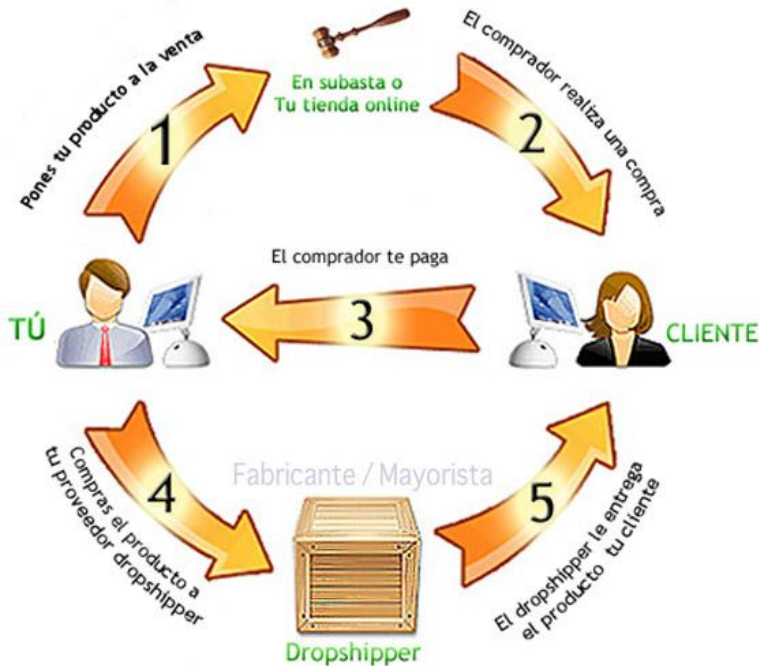 Pones tu producto a la venta
1
En subasta o
Tu tienda online
El comprador realiza una compra
2
El comprador te paga
3
TÚ
CLIENTE
Compras el producto a
tu proveedor dropshipper
4
Fabricante / Mayorista
Dropshipper
5
El dropshipper le entrega
el producto tu cliente